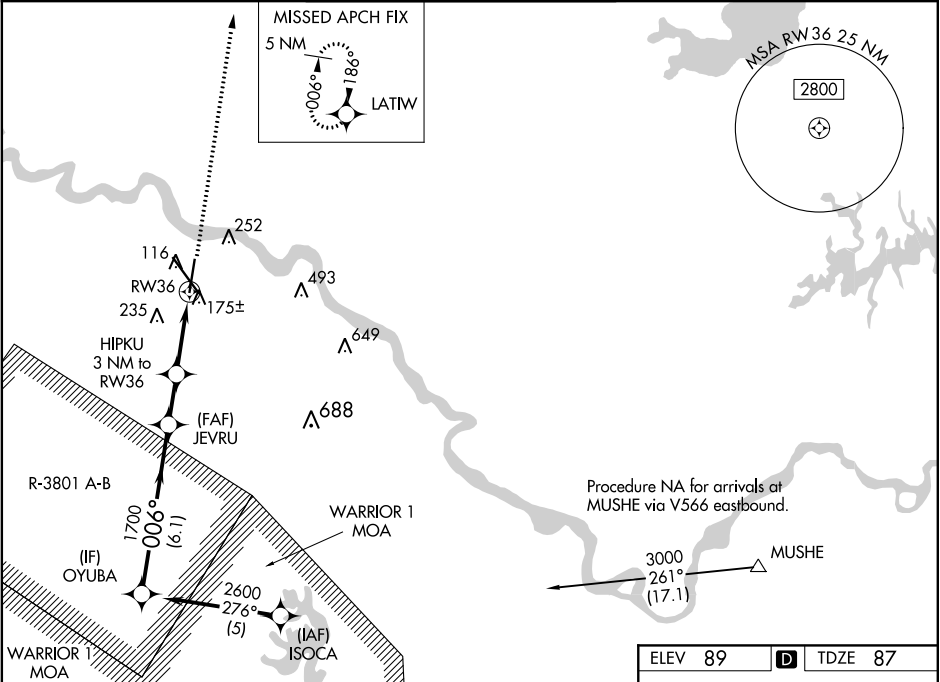 MISSED APCH FIX
5 NM
006°
186°
LATIW
MSA RW36 25 NM
2800
252
116
RW36
493
175±
235
649
HIPKU
3 NM to
RW36
688
(FAF)
JEVRU
R-3801 A-B
Procedure NA for arrivals at
MUSHE via V566 eastbound.
WARRIOR 1
MOA
1700
006°
(6.1)
MUSHE
3000
261°
(17.1)
(IF)
OYUBA
2600
276°
(5)
(IAF)
ISOCA
WARRIOR 1
MOA
ELEV 89 D TDZE 87